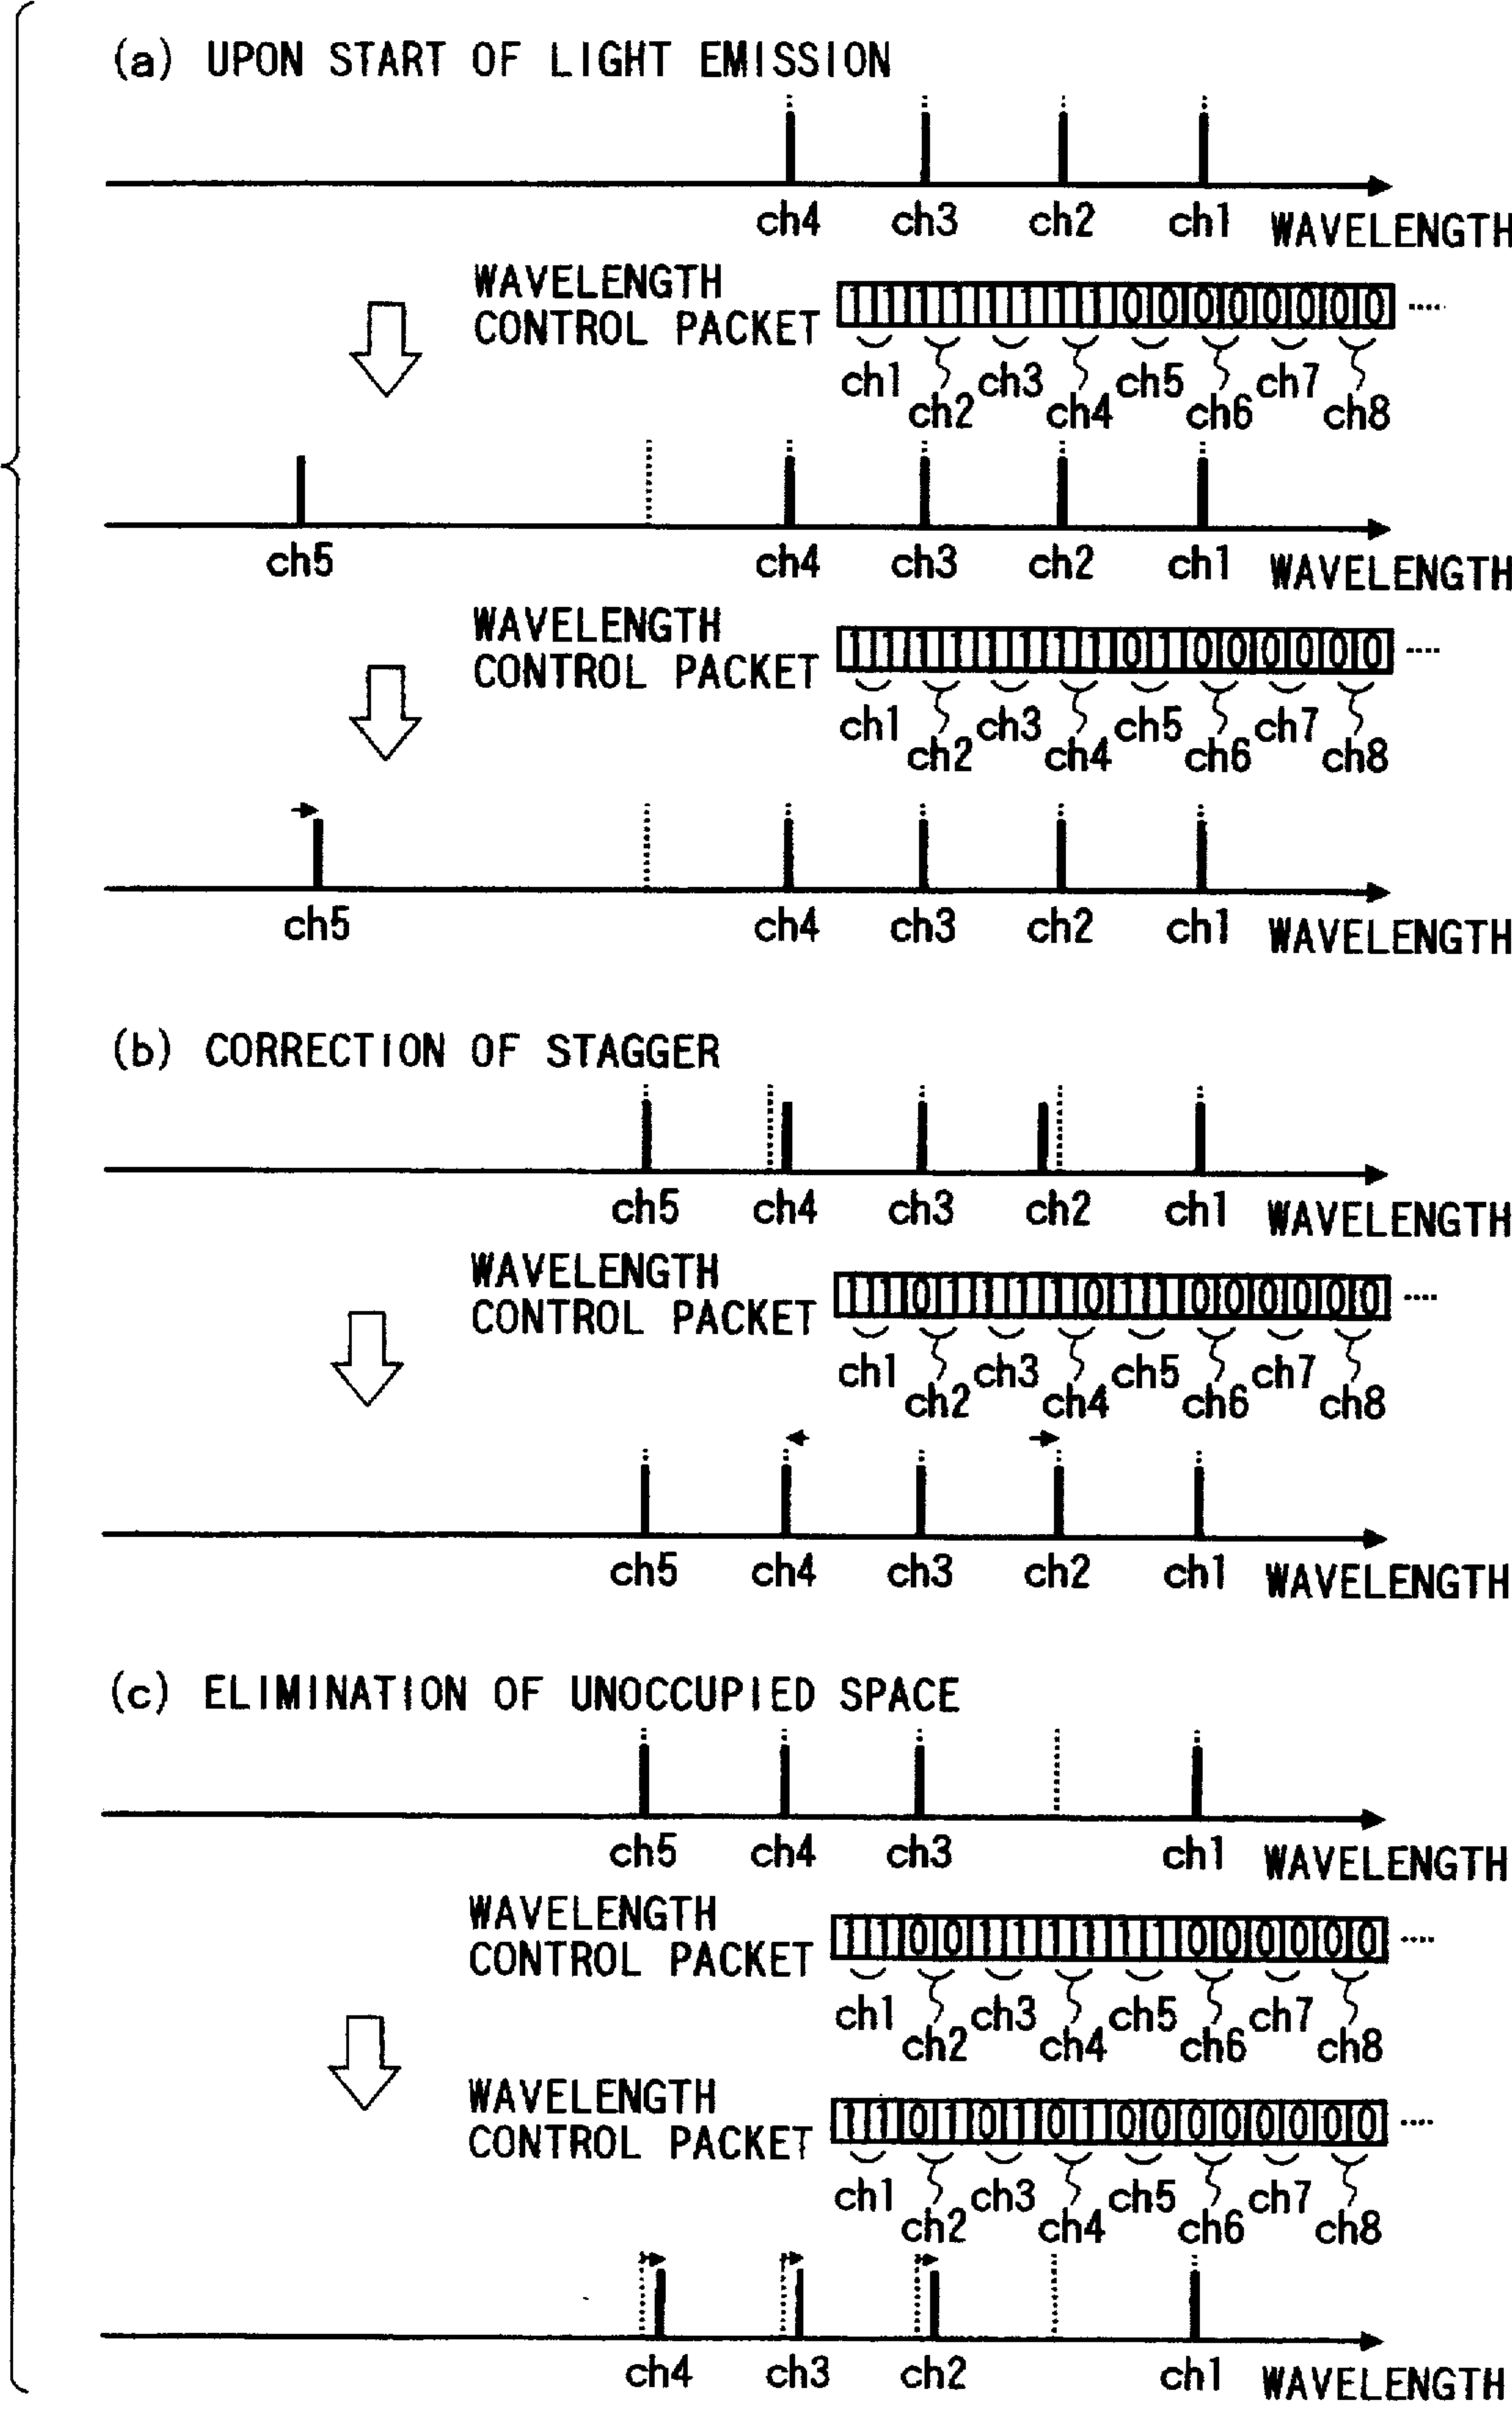 (a) UPON START OF LIGHT EMISSION
ch4 ch3 ch2 ch1 WAVELENGTH
WAVELENGTH
CONTROL PACKET 1111111100000000 ....
ch1 ch2 ch3 ch4 ch5 ch6 ch7 ch8
ch5 ch4 ch3 ch2 ch1 WAVELENGTH
WAVELENGTH
CONTROL PACKET 1111111101000000 ....
ch1 ch2 ch3 ch4 ch5 ch6 ch7 ch8
ch5 ch4 ch3 ch2 ch1 WAVELENGTH
(b) CORRECTION OF STAGGER
ch5 ch4 ch3 ch2 ch1 WAVELENGTH
WAVELENGTH
CONTROL PACKET 1101111011000000 ....
ch1 ch2 ch3 ch4 ch5 ch6 ch7 ch8
ch5 ch4 ch3 ch2 ch1 WAVELENGTH
(c) ELIMINATION OF UNOCCUPIED SPACE
ch5 ch4 ch3 ch1 WAVELENGTH
WAVELENGTH
CONTROL PACKET 1100111111000000 ....
ch1 ch2 ch3 ch4 ch5 ch6 ch7 ch8
WAVELENGTH
CONTROL PACKET 1101010100000000 ....
ch1 ch2 ch3 ch4 ch5 ch6 ch7 ch8
ch4 ch3 ch2 ch1 WAVELENGTH